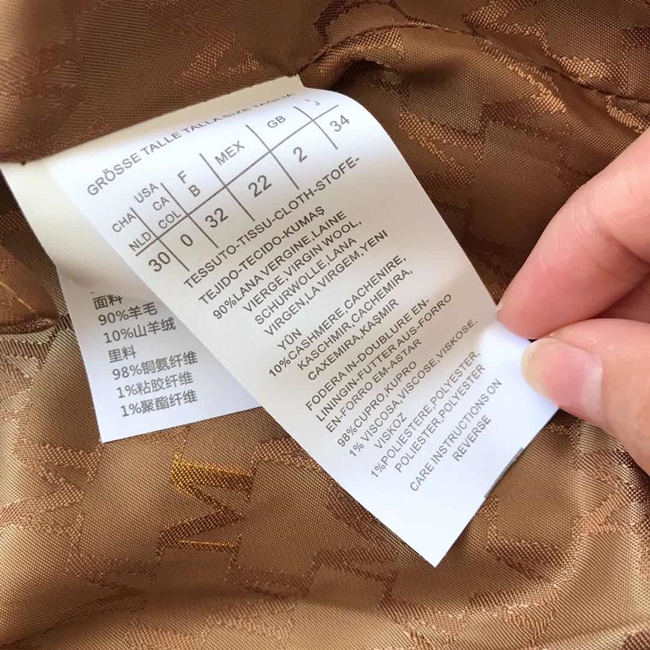 GRÖSSE TALLE TALLA SIZE TAGLIA
CHA USA F MEX GB J
NLD CA B
COL
30 0 32 22 2 34
TESSUTO-TISSU-CLOTH-STOFE-
TEJIDO-TECIDO-KUMAS
90%LANA VERGINE, LAINE
VIERGE, VIRGIN WOOL,
SCHURWOLLE, LANA
VIRGEN,LA VIRGEM, YENI
YÜN
10%CASHMERE, CACHENIRE,
KASCHMIR,CACHEMIRA,
CAXEMIRA, KAŞMIR
FODERA IN-DOUBLURE EN-
LININGIN-FUTTER AUS-FORRO
EN-FORRO EM-ASTAR
98%CUPRO, KUPRO
1% VISCOSA VISCOSE, VISKOSE,
VISKOZ
1%POLIESTERE,POLYESTER,
POLIESTER,POLYESTER
CARE INSTRUCTIONS ON
REVERSE
面料
90%羊毛
10%山羊绒
里料
98%铜氨纤维
1%粘胶纤维
1%聚酯纤维
M